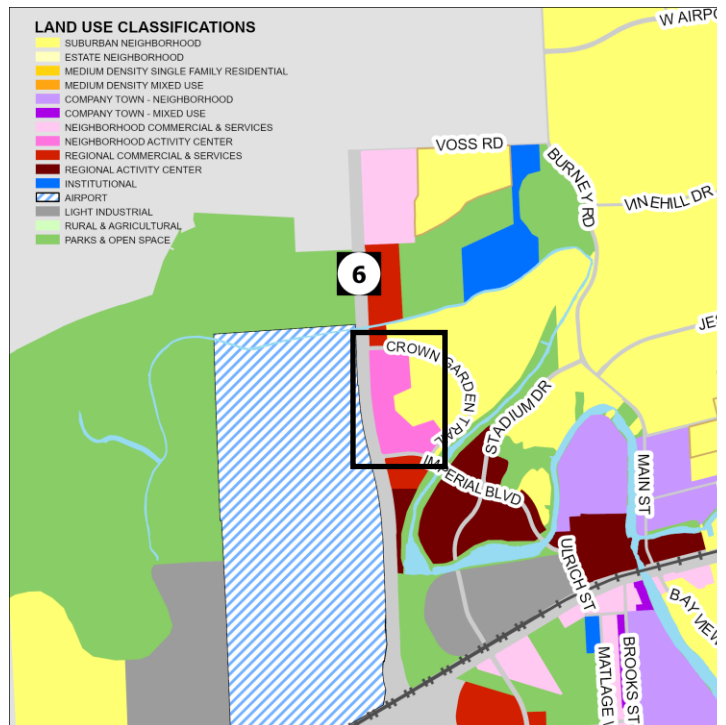 LAND USE CLASSIFICATIONS
SUBURBAN NEIGHBORHOOD
ESTATE NEIGHBORHOOD
MEDIUM DENSITY SINGLE FAMILY RESIDENTIAL
MEDIUM DENSITY MIXED USE
COMPANY TOWN - NEIGHBORHOOD
COMPANY TOWN - MIXED USE
NEIGHBORHOOD COMMERCIAL & SERVICES
NEIGHBORHOOD ACTIVITY CENTER
REGIONAL COMMERCIAL & SERVICES
REGIONAL ACTIVITY CENTER
INSTITUTIONAL
AIRPORT
LIGHT INDUSTRIAL
RURAL & AGRICULTURAL
PARKS & OPEN SPACE
W AIRPO
VOSS RD
BURNEY RD
VINEHILL DR
6
JES
CROWN GARDEN TRAIL
STADIUM DR
IMPERIAL BLVD
MAIN ST
ULRICH ST
BAY VIEW
BROOKS ST
MATLAGE